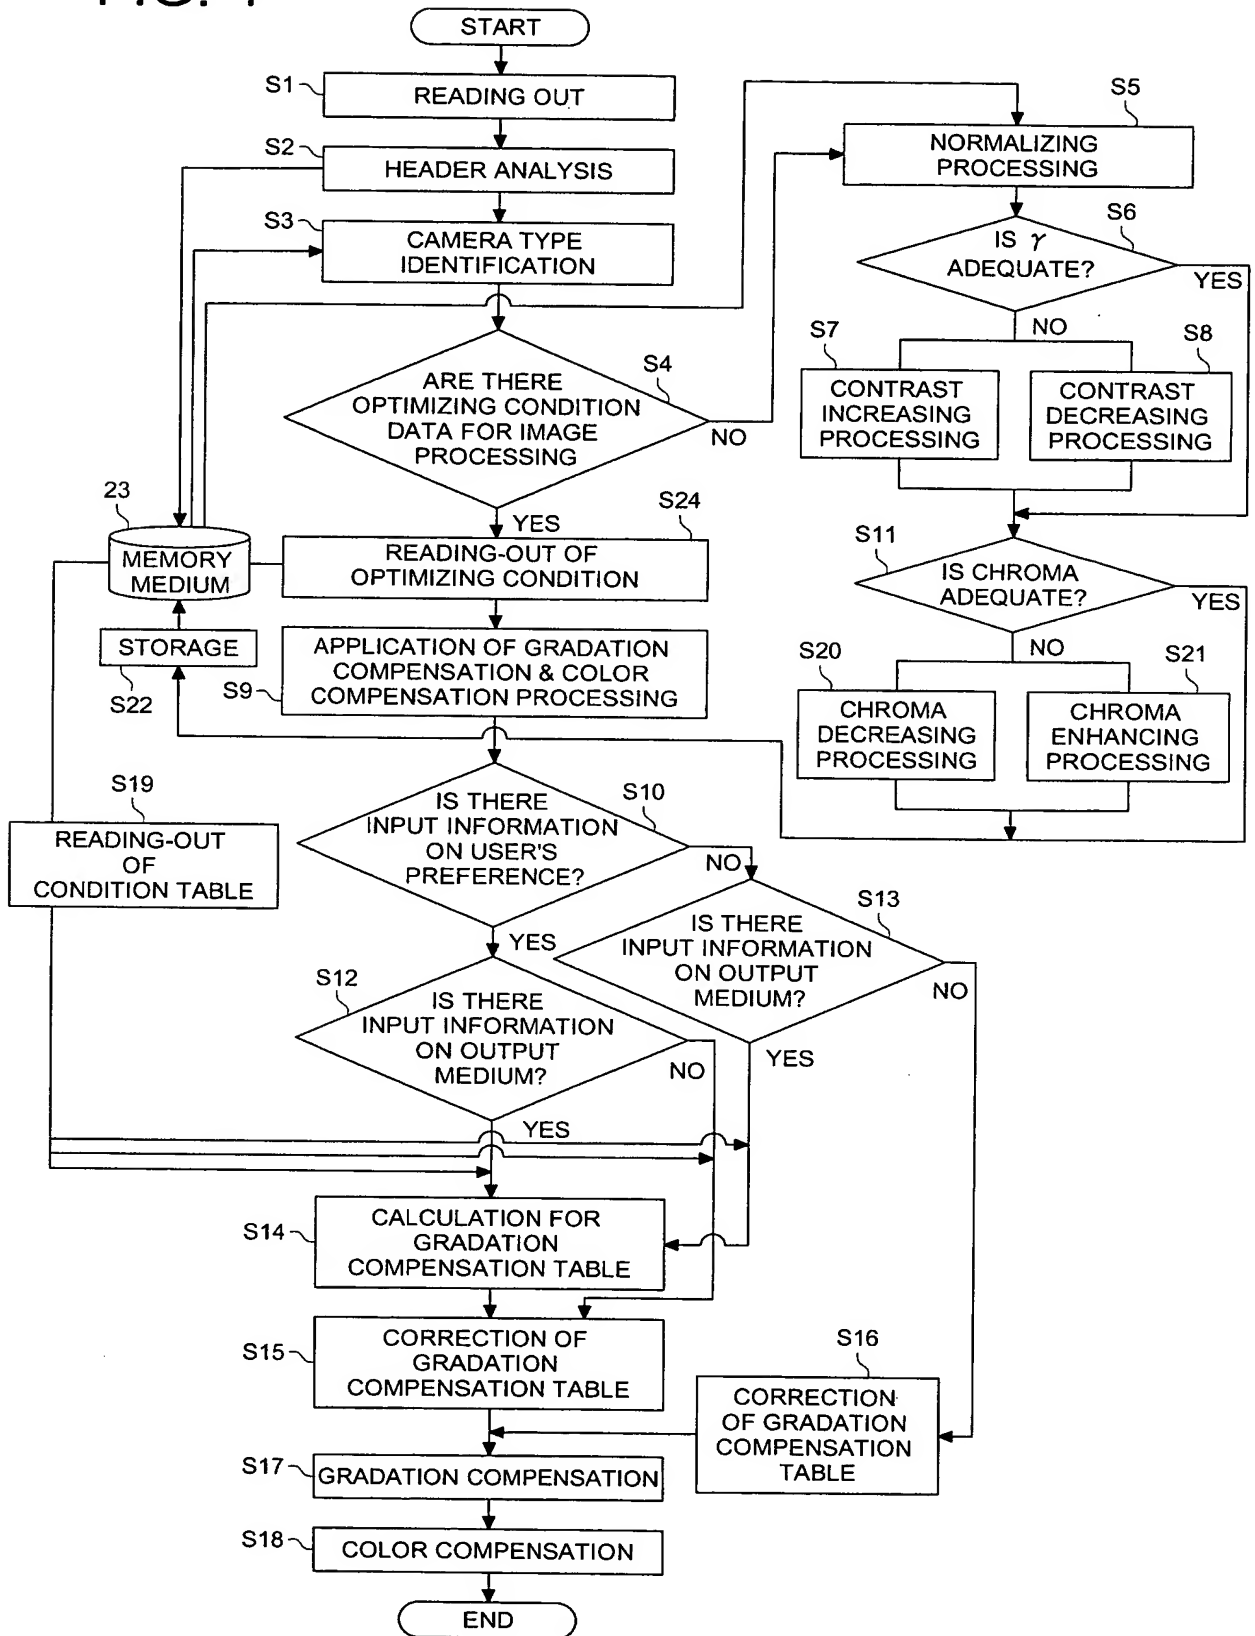 START
S1
READING OUT
S2
HEADER ANALYSIS
S3
CAMERA TYPE
IDENTIFICATION
S4
ARE THERE
OPTIMIZING CONDITION
DATA FOR IMAGE
PROCESSING
NO
YES
S5
NORMALIZING
PROCESSING
S6
IS γ
ADEQUATE?
YES
NO
S7
CONTRAST
INCREASING
PROCESSING
S8
CONTRAST
DECREASING
PROCESSING
S11
IS CHROMA
ADEQUATE?
YES
NO
S20
CHROMA
DECREASING
PROCESSING
S21
CHROMA
ENHANCING
PROCESSING
23
MEMORY
MEDIUM
STORAGE
S22
S24
READING-OUT OF
OPTIMIZING CONDITION
S9
APPLICATION OF GRADATION
COMPENSATION & COLOR
COMPENSATION PROCESSING
S19
READING-OUT
OF
CONDITION TABLE
S10
IS THERE
INPUT INFORMATION
ON USER'S
PREFERENCE?
NO
YES
S13
IS THERE
INPUT INFORMATION
ON OUTPUT
MEDIUM?
NO
YES
S12
IS THERE
INPUT INFORMATION
ON OUTPUT
MEDIUM?
NO
YES
S14
CALCULATION FOR
GRADATION
COMPENSATION TABLE
S15
CORRECTION OF
GRADATION
COMPENSATION TABLE
S16
CORRECTION
OF GRADATION
COMPENSATION
TABLE
S17
GRADATION COMPENSATION
S18
COLOR COMPENSATION
END